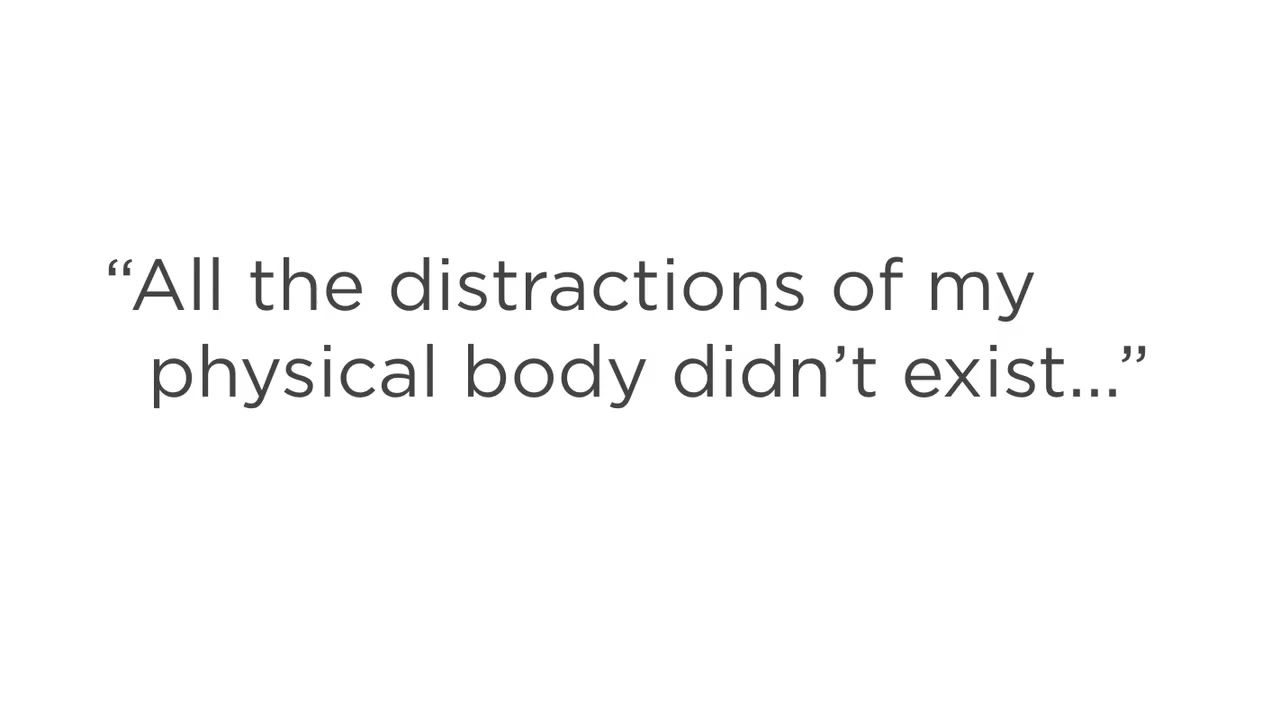 “All the distractions of my
physical body didn’t exist...”